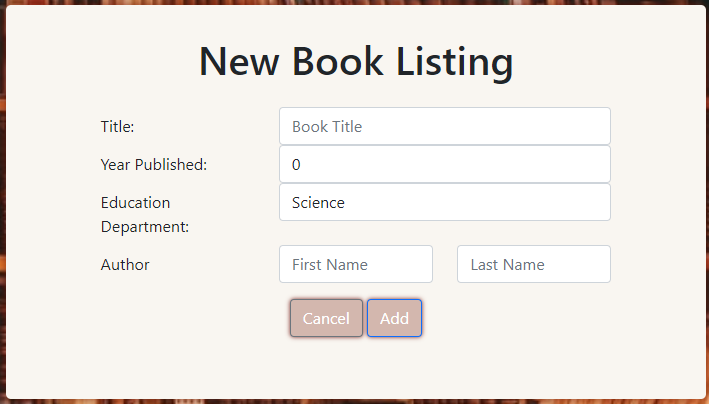 New Book Listing
Title: Book Title
Year Published: 0
Education Department: Science
Author First Name Last Name
Cancel Add